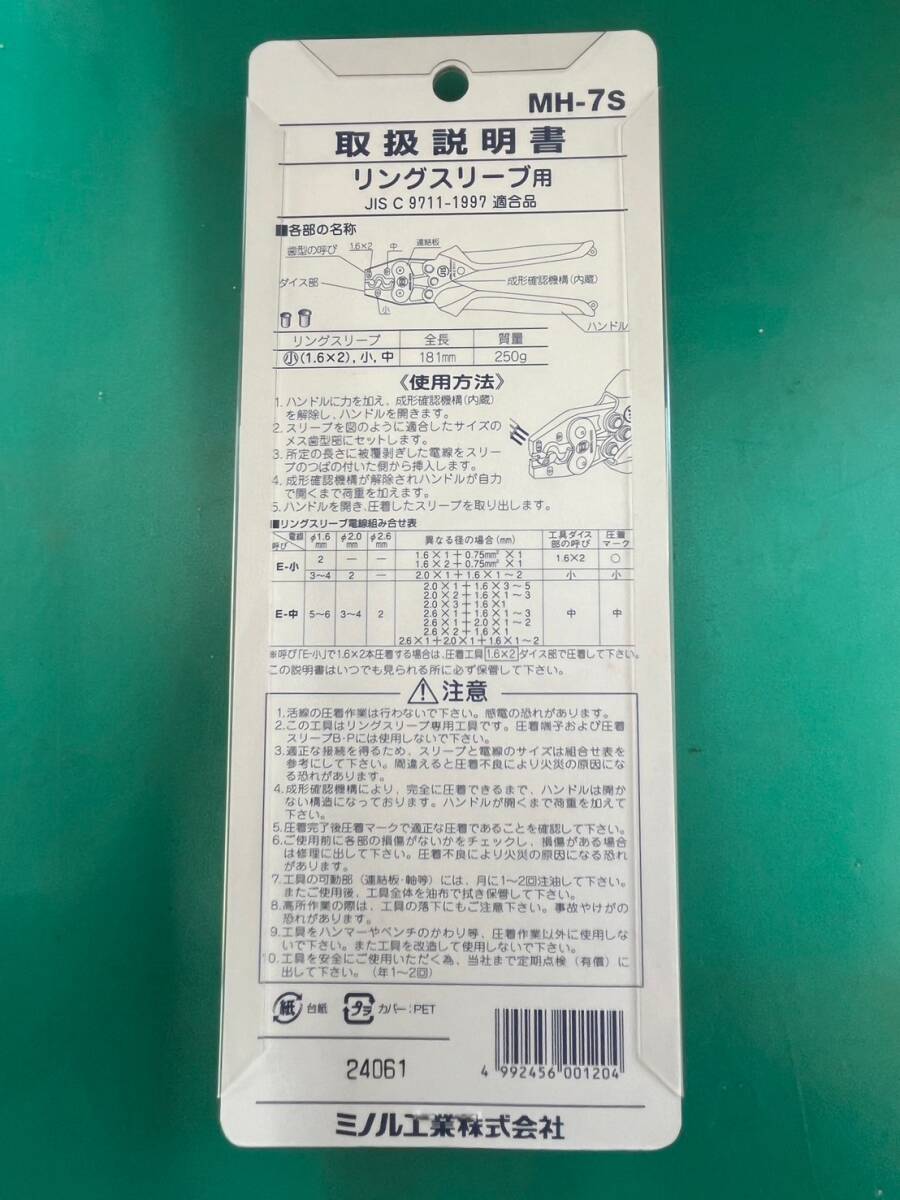 MH-7S
取扱説明書
リングスリーブ用
JIS C 9711-1997 適合品
■各部の名称
歯型の呼び 1.6×2 中 連結板
ダイス部
成形確認機構(内蔵)
小
ハンドル
リングスリーブ 全長 質量
㊙(1.6×2), 小, 中 181mm 250g
《使用方法》
1. ハンドルに力を加え、成形確認機構(内蔵)
を解除し、ハンドルを開きます。
2. スリーブを図のように適合したサイズの
メス歯型部にセットします。
3. 所定の長さに被覆剥ぎした電線をスリー
ブのつばの付いた側から挿入します。
4. 成形確認機構が解除されハンドルが自力
で開くまで荷重を加えます。
5. ハンドルを開き、圧着したスリーブを取り出します。
■リングスリーブ電線組み合せ表
電線 呼び φ1.6mm φ2.0mm φ2.6mm 異なる径の場合(mm) 工具ダイス部の呼び 圧着マーク
E-小 2 — — 1.6×1+0.75mm²×1 1.6×2 ○
1.6×2+0.75mm²×1
3~4 2 — 2.0×1+1.6×1~2 小 小
E-中 5~6 3~4 2 2.0×1+1.6×3~5 中 中
2.0×2+1.6×1~3
2.0×3+1.6×1
2.6×1+1.6×1~3
2.6×1+2.0×1~2
2.6×2+1.6×1
2.6×1+2.0×1+1.6×1~2
※呼び「E-小」で1.6×2本圧着する場合は、圧着工具1.6×2ダイス部で圧着して下さい。
この説明書はいつでも見られる所に必ず保管して下さい。
注意
1.活線の圧着作業は行わないで下さい。感電の恐れがあります。
2.この工具はリングスリーブ専用工具です。圧着端子および圧着
スリーブB・Pには使用しないで下さい。
3.適正な接続を得るため、スリーブと電線のサイズは組合せ表を
参考にして下さい。間違えると圧着不良により火災の原因にな
る恐れがあります。
4.成形確認機構により、完全に圧着できるまで、ハンドルは開か
ない構造になっております。ハンドルが開くまで荷重を加えて
下さい。
5.圧着完了後圧着マークで適正な圧着であることを確認して下さい。
6.ご使用前に各部の損傷がないかをチェックし、損傷がある場合
は修理に出して下さい。圧着不良により火災の原因になる恐れ
があります。
7.工具の可動部（連結板・軸等）には、月に1~2回注油して下さい。
またご使用後、工具全体を油布で拭き保管して下さい。
8.高所作業の際は、工具の落下にもご注意下さい。事故やけがの
恐れがあります。
9.工具をハンマーやペンチのかわり等、圧着作業以外に使用しな
いで下さい。また工具を改造して使用しないで下さい。
10.工具を安全にご使用いただく為、当社まで定期点検（有償）に
出して下さい。（年1~2回）
紙 台紙 プラ カバー：PET
24061
4 992456 001204
ミノル工業株式会社